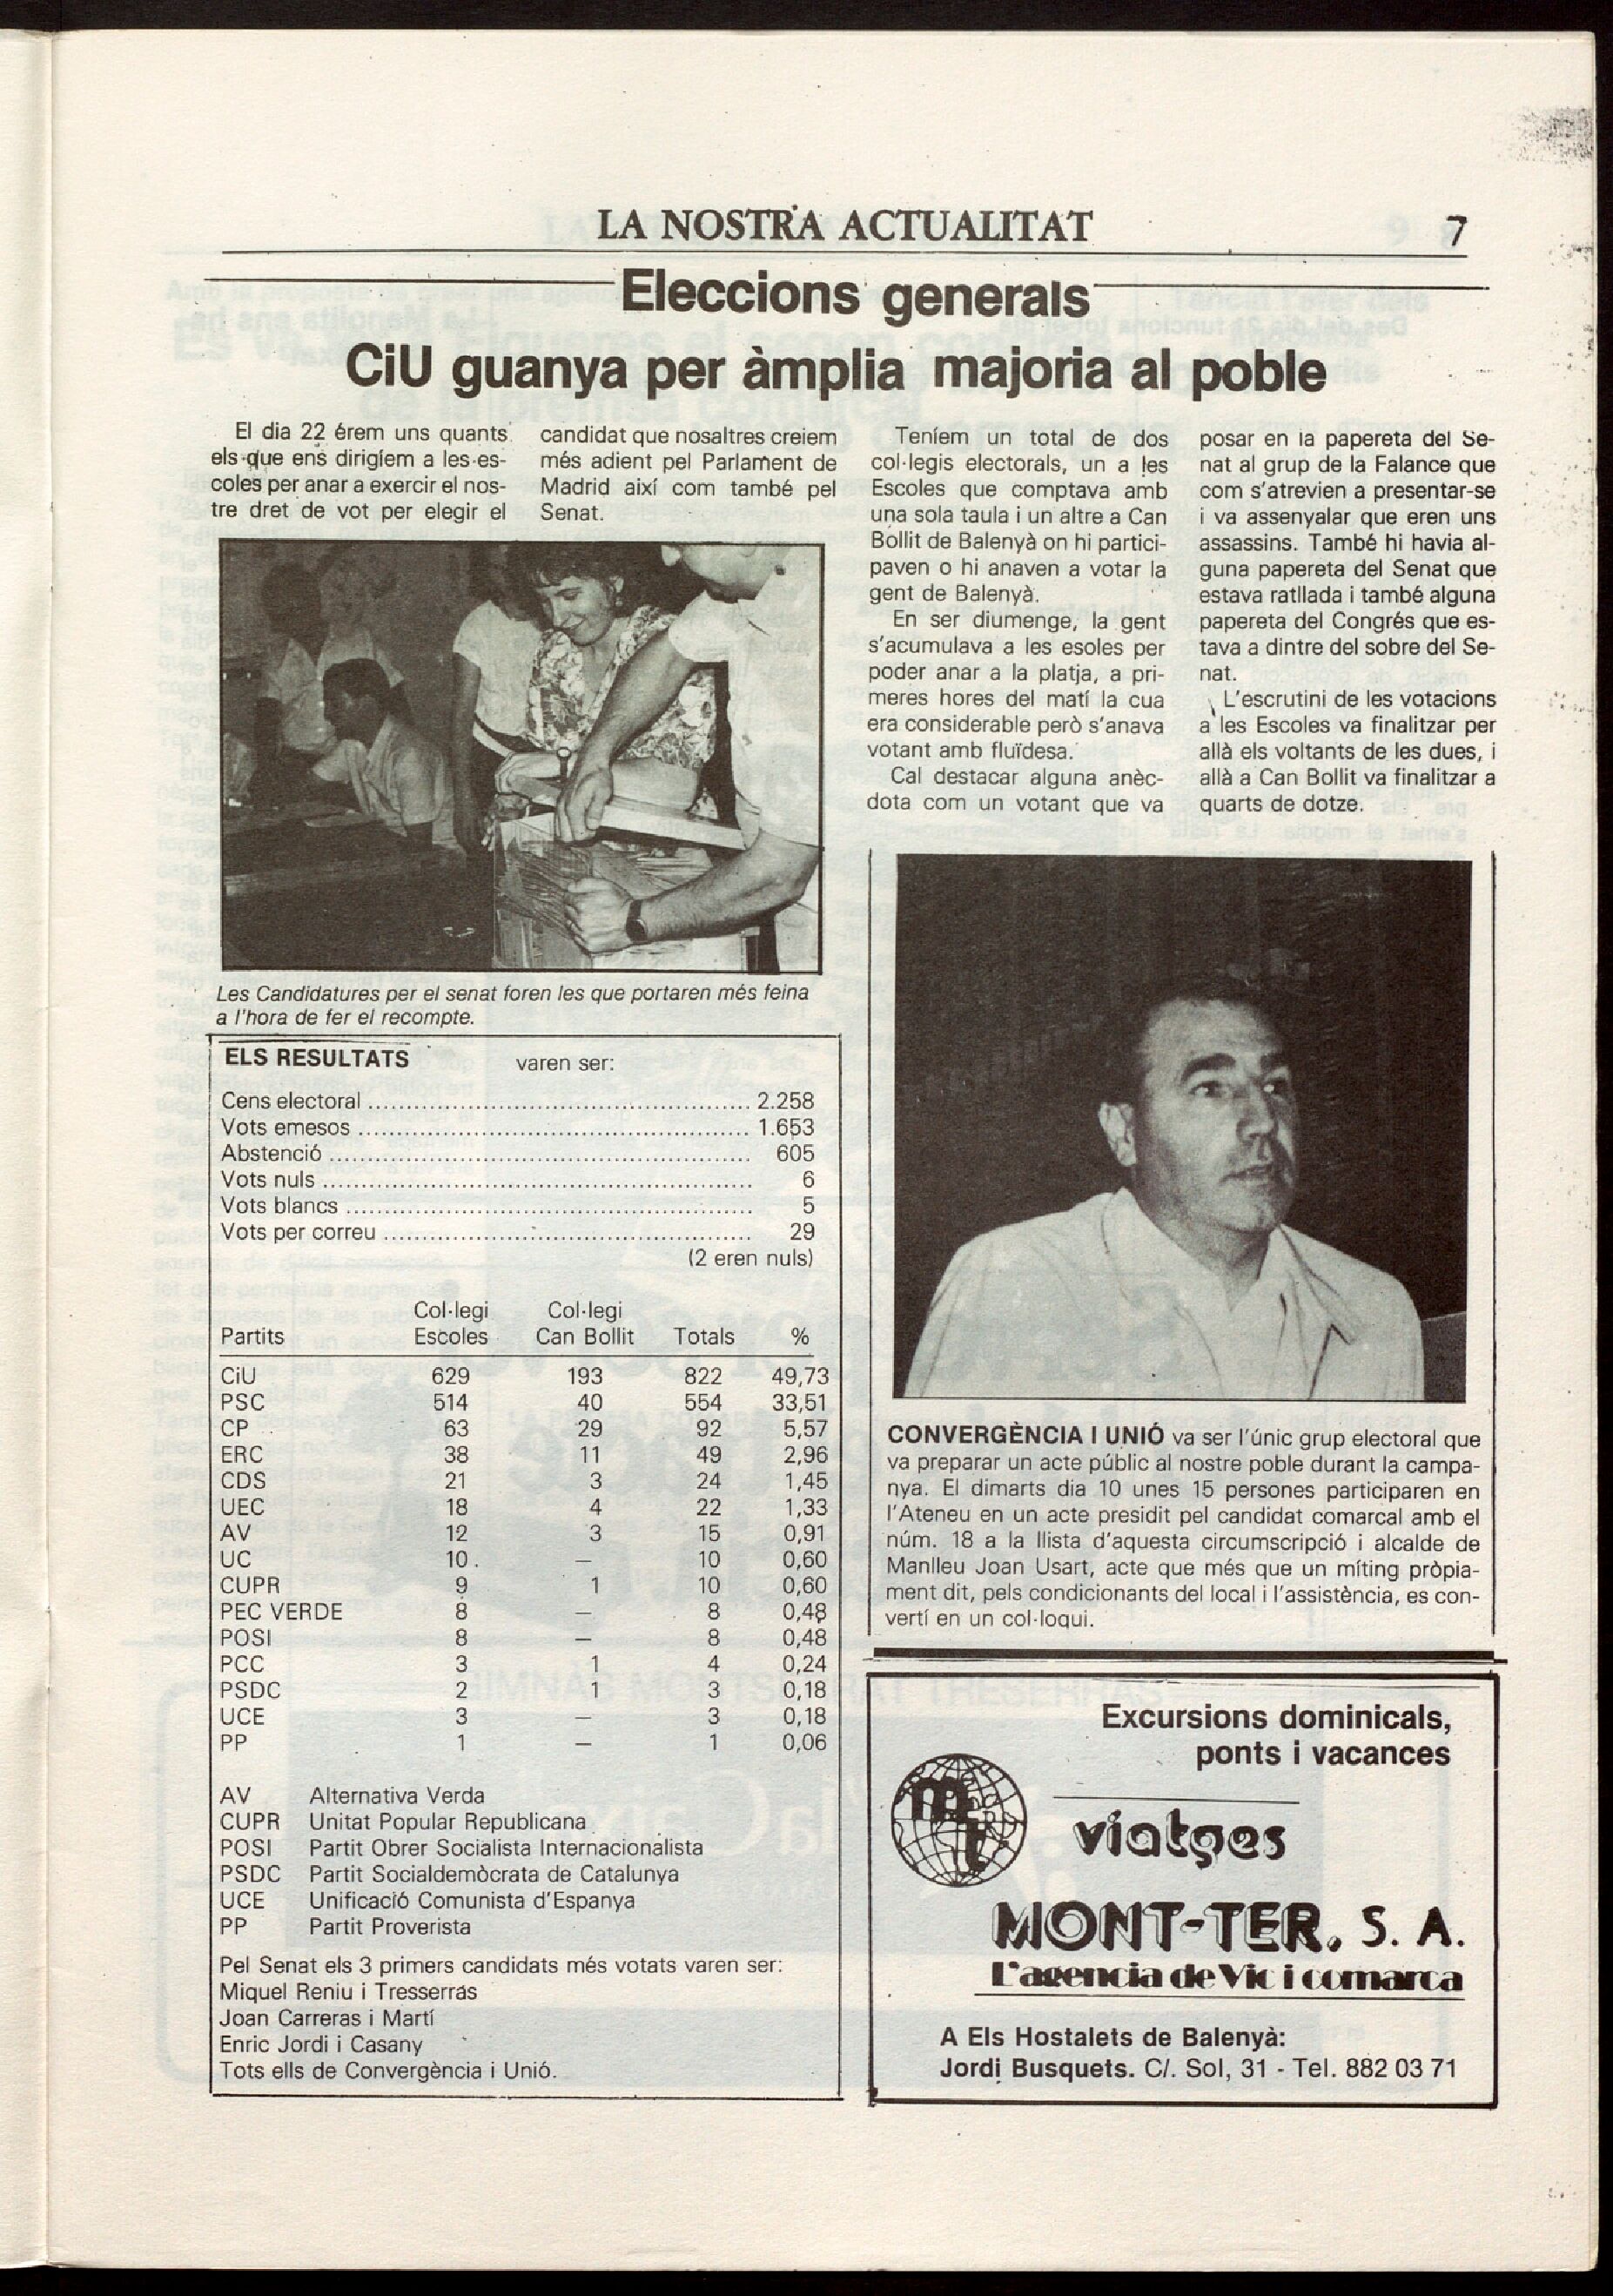 LA NOSTRA ACTUALITAT
7
Eleccions generals
CiU guanya per àmplia majoria al poble
El dia 22 érem uns quants
els que ens dirigíem a les es-
coles per anar a exercir el nos-
tre dret de vot per elegir el
candidat que nosaltres creiem
més adient pel Parlament de
Madrid així com també pel
Senat.
Les Candidatures per el senat foren les que portaren més feina
a l'hora de fer el recompte.
ELS RESULTATS varen ser:
Cens electoral 2.258
Vots emesos 1.653
Abstenció 605
Vots nuls 6
Vots blancs 5
Vots per correu 29
(2 eren nuls)
Col·legi Col·legi
Partits Escoles Can Bollit Totals %
CiU 629 193 822 49,73
PSC 514 40 554 33,51
CP 63 29 92 5,57
ERC 38 11 49 2,96
CDS 21 3 24 1,45
UEC 18 4 22 1,33
AV 12 3 15 0,91
UC 10 — 10 0,60
CUPR 9 1 10 0,60
PEC VERDE 8 — 8 0,48
POSI 8 — 8 0,48
PCC 3 1 4 0,24
PSDC 2 1 3 0,18
UCE 3 — 3 0,18
PP 1 — 1 0,06
AV Alternativa Verda
CUPR Unitat Popular Republicana
POSI Partit Obrer Socialista Internacionalista
PSDC Partit Socialdemòcrata de Catalunya
UCE Unificació Comunista d'Espanya
PP Partit Proverista
Pel Senat els 3 primers candidats més votats varen ser:
Miquel Reniu i Tresserras
Joan Carreras i Martí
Enric Jordi i Casany
Tots ells de Convergència i Unió.
Teníem un total de dos
col·legis electorals, un a les
Escoles que comptava amb
una sola taula i un altre a Can
Bollit de Balenyà on hi partici-
paven o hi anaven a votar la
gent de Balenyà.
En ser diumenge, la gent
s'acumulava a les esoles per
poder anar a la platja, a pri-
meres hores del matí la cua
era considerable però s'anava
votant amb fluïdesa.
Cal destacar alguna anèc-
dota com un votant que va
posar en la papereta del Se-
nat al grup de la Falance que
com s'atrevien a presentar-se
i va assenyalar que eren uns
assassins. També hi havia al-
guna papereta del Senat que
estava ratllada i també alguna
papereta del Congrés que es-
tava a dintre del sobre del Se-
nat.
L'escrutini de les votacions
a les Escoles va finalitzar per
allà els voltants de les dues, i
allà a Can Bollit va finalitzar a
quarts de dotze.
CONVERGÈNCIA I UNIÓ va ser l'únic grup electoral que
va preparar un acte públic al nostre poble durant la campa-
nya. El dimarts dia 10 unes 15 persones participaren en
l'Ateneu en un acte presidit pel candidat comarcal amb el
núm. 18 a la llista d'aquesta circumscripció i alcalde de
Manlleu Joan Usart, acte que més que un míting pròpia-
ment dit, pels condicionants del local i l'assistència, es con-
vertí en un col·loqui.
Excursions dominicals,
ponts i vacances
mt
viatges
MONT-TER, S. A.
L'agencia de Vic i comarca
A Els Hostalets de Balenyà:
Jordi Busquets. C/. Sol, 31 - Tel. 882 03 71